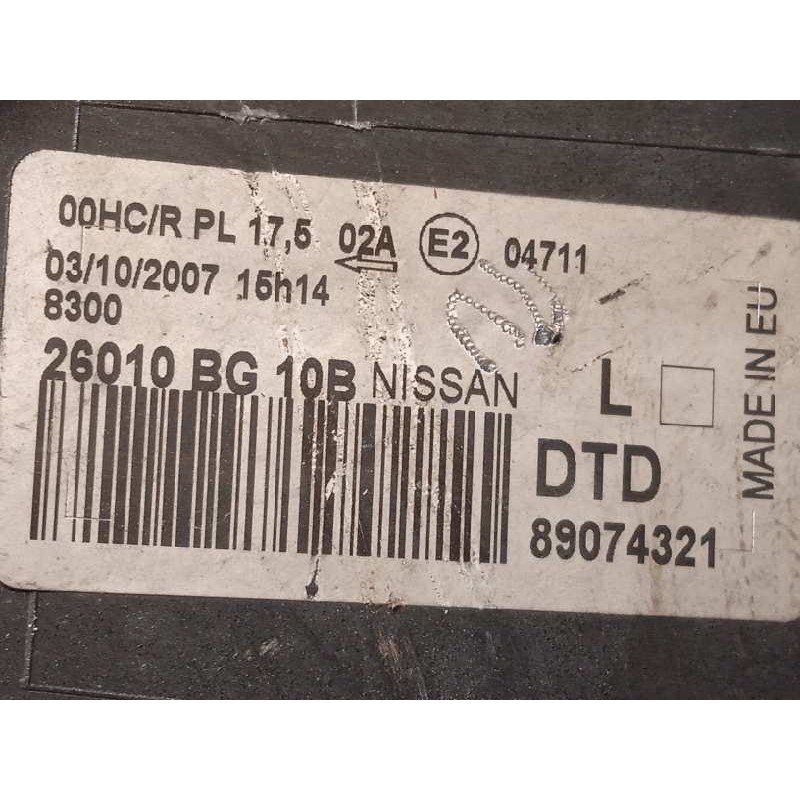 00HC/R PL 17,5 02A E2 04711
03/10/2007 15h14
8300
26010 BG 10B NISSAN L
DTD
89074321
MADE IN EU